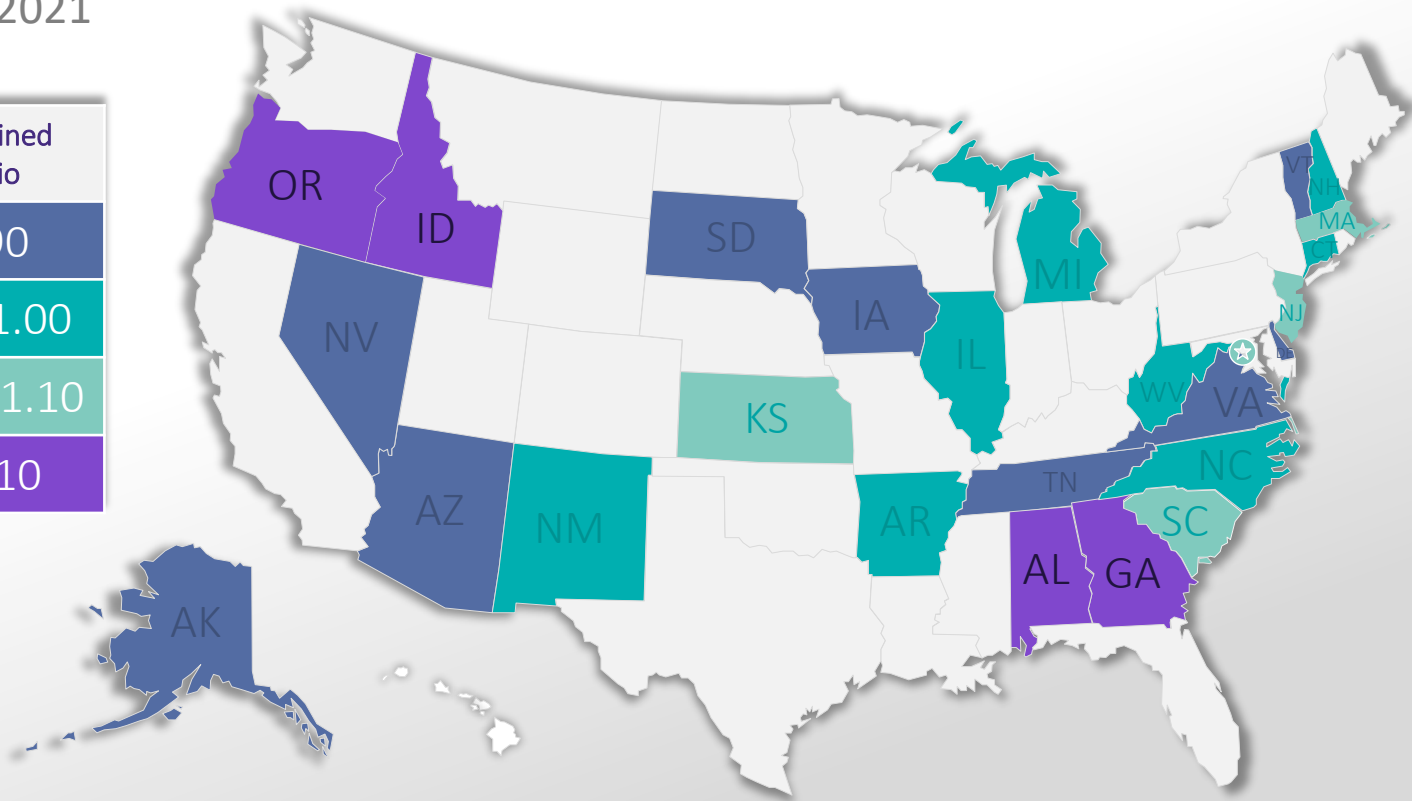 2021
ined
io
00
1.00
1.10
10
OR
ID
SD
NV
IA
IL
MI
VT
NH
MA
CT
NJ
DE
WV
VA
KS
TN
NC
AZ
NM
AR
SC
AL
GA
AK